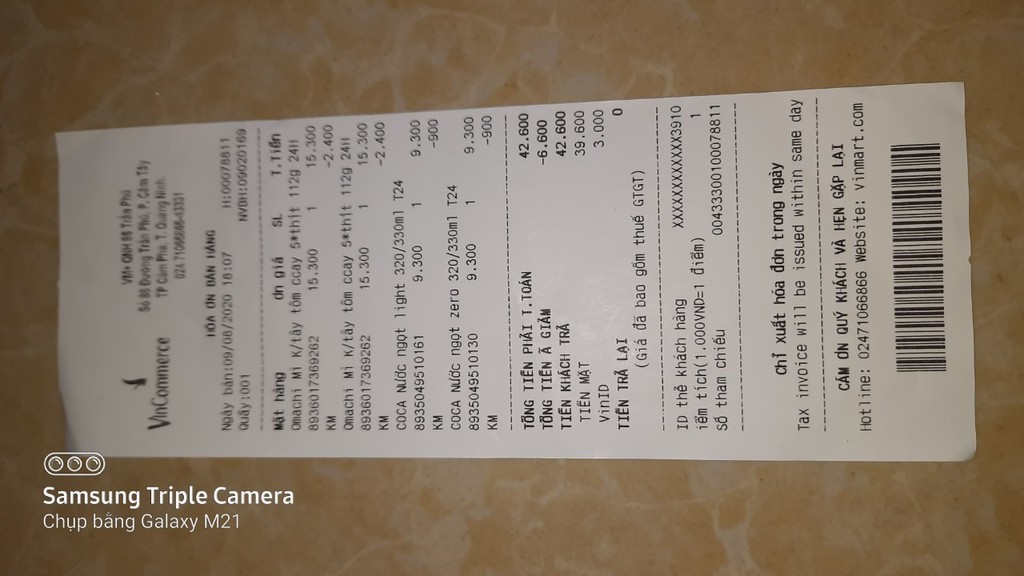 VinCommerce
VM+ QNH 88 Trần Phú
Số 88 Đường Trần Phú, P. Cẩm Tây
TP Cẩm Phả, T. Quảng Ninh
024.71066866-43331
HÓA ĐƠN BÁN HÀNG
Ngày bán:09/08/2020 18:07 H:00078811
Quầy:001 NVBH:09020169
Mặt hàng đn giá SL T.Tiền
Omachi Mì K/tây tôm ccay 5*thịt 112g 24H
8936017369262 15.300 1 15.300
KM -2.400
Omachi Mì K/tây tôm ccay 5*thịt 112g 24H
8936017369262 15.300 1 15.300
KM -2.400
COCA Nước ngọt light 320/330ml T24
8935049510161 9.300 1 9.300
KM -900
COCA Nước ngọt zero 320/330ml T24
8935049510130 9.300 1 9.300
KM -900
TỔNG TIỀN PHẢI T.TOÁN 42.600
TỔNG TIỀN Ã GIẢM -6.600
TIỀN KHÁCH TRẢ 42.600
TIỀN MẶT 39.600
VinID 3.000
TIỀN TRẢ LẠI 0
(Giá đã bao gồm thuế GTGT)
ID thẻ khách hàng XXXXXXXXXXXX3910
iểm tích(1.000VND=1 điểm) 1
Số tham chiếu 00433300100078811
Chỉ xuất hóa đơn trong ngày
Tax invoice will be issued within same day
CẢM ƠN QUÝ KHÁCH VÀ HẸN GẶP LẠI
Hotline: 02471066866 Website: vinmart.com
Samsung Triple Camera
Chụp bằng Galaxy M21